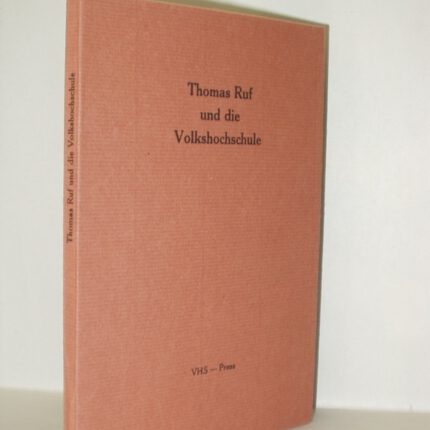 Thomas Ruf und die Volkshochschule
Thomas Ruf
und die
Volkshochschule
VHS — Press